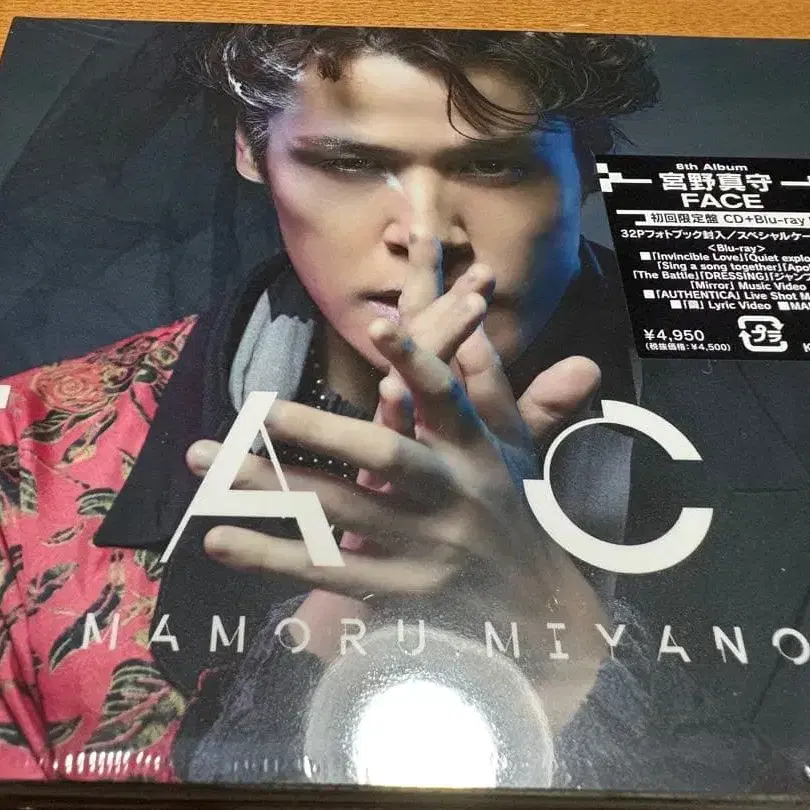 8th Album
宮野真守
FACE
初回限定盤 CD+Blu-ray
32Pフォトブック封入/スペシャルケー
<Blu-ray>
■「Invincible Love」「Quiet explo
「Sing a song together」「Apo
「The Battle」「DRESSING」「ジャンプ
「Mirror」 Music Video
■「AUTHENTICA」 Live Shot M
■「闇」 Lyric Video ■MA
¥4,950
(税抜価格:¥4,500) プラ K
AC
MAMORU MIYANO